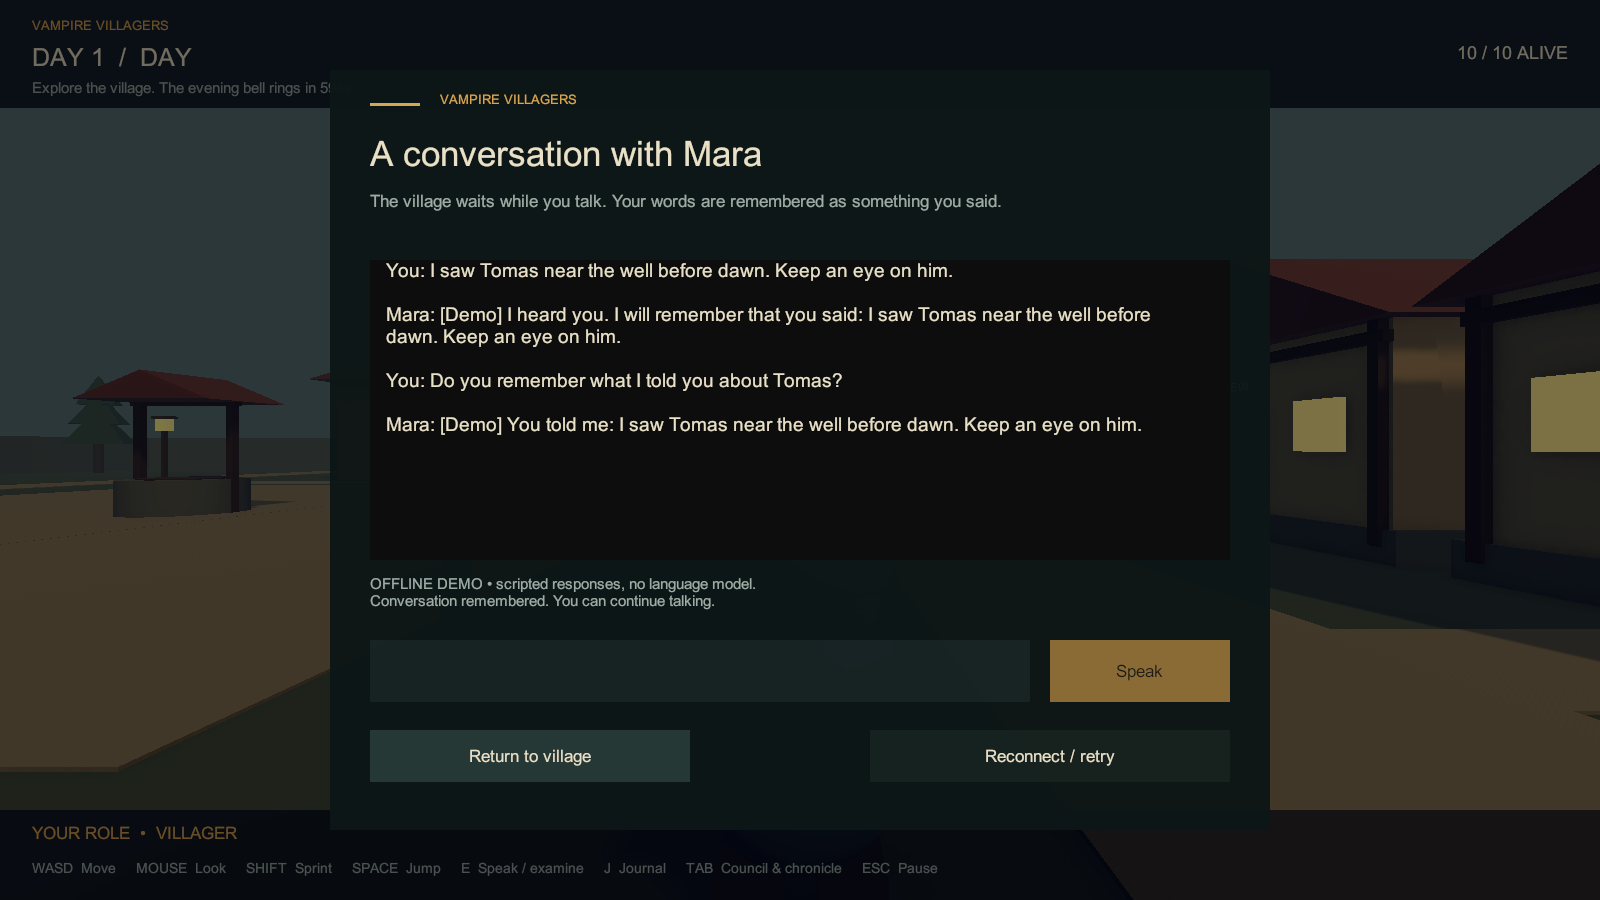 VAMPIRE VILLAGERS
DAY 1 / DAY
Explore the village. The evening bell rings in
10 / 10 ALIVE
VAMPIRE VILLAGERS
A conversation with Mara
The village waits while you talk. Your words are remembered as something you said.
You: I saw Tomas near the well before dawn. Keep an eye on him.
Mara: [Demo] I heard you. I will remember that you said: I saw Tomas near the well before
dawn. Keep an eye on him.
You: Do you remember what I told you about Tomas?
Mara: [Demo] You told me: I saw Tomas near the well before dawn. Keep an eye on him.
OFFLINE DEMO • scripted responses, no language model.
Conversation remembered. You can continue talking.
Speak
Return to village
Reconnect / retry
YOUR ROLE • VILLAGER
WASD Move MOUSE Look SHIFT Sprint SPACE Jump E Speak / examine J Journal TAB Council & chronicle ESC Pause